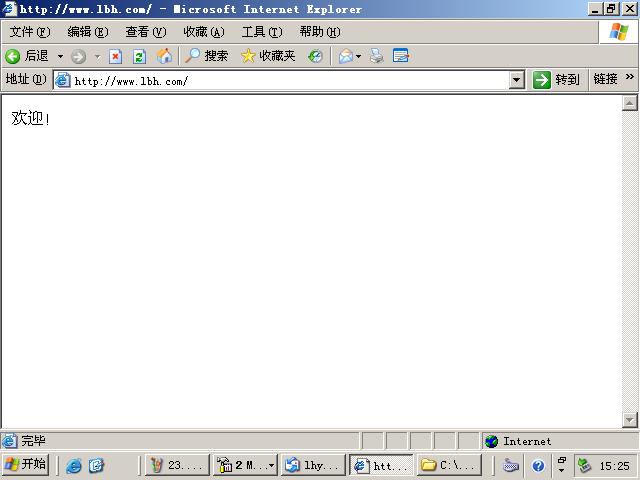 http://www.lbh.com/ - Microsoft Internet Explorer
文件(F) 编辑(E) 查看(V) 收藏(A) 工具(T) 帮助(H)
后退 搜索 收藏夹
地址(D) http://www.lbh.com/ 转到 链接 »
欢迎!
完毕 Internet
开始 23.... 2 M... lhy... htt... C:\... 15:25